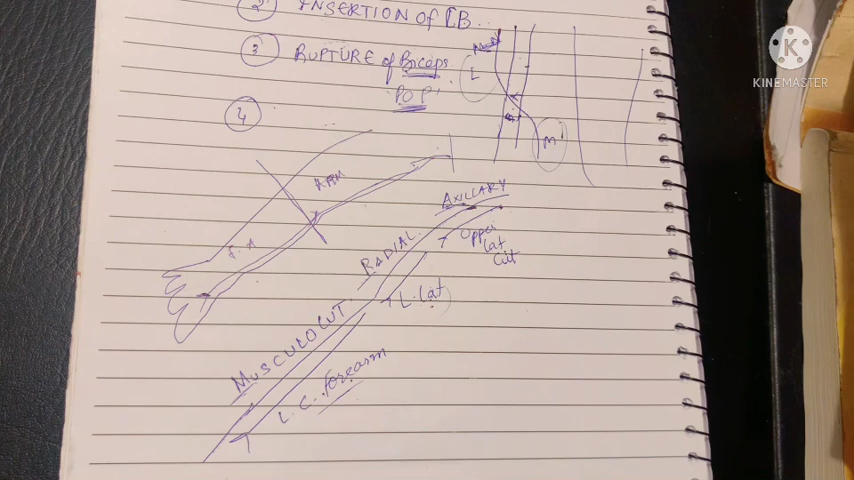 ② INSERTION of CB
③ RUPTURE of Biceps
"POP"
④
L
M
ARM
F. A
AXILLARY
Upper
Lat
Cut
RADIAL
L. Lat
MUSCULOCUT.
L. C. forearm
K
KINEMASTER